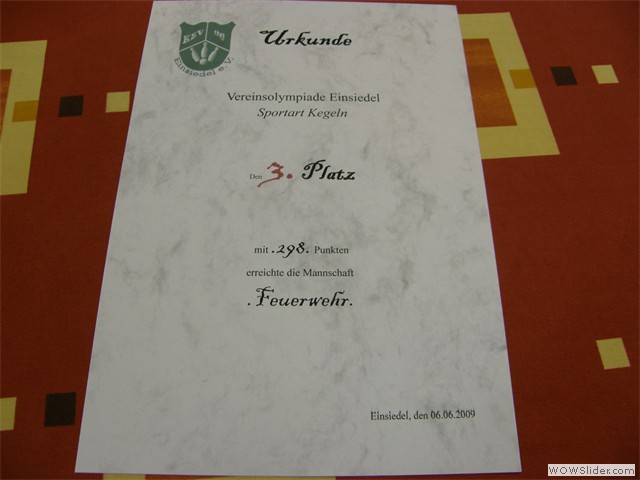 KSV 90
Einsiedel e.V.
Urkunde
Vereinsolympiade Einsiedel
Sportart Kegeln
Den 3. Platz
mit .298. Punkten
erreichte die Mannschaft
.Feuerwehr.
Einsiedel, den 06.06.2009
WOWSlider.com